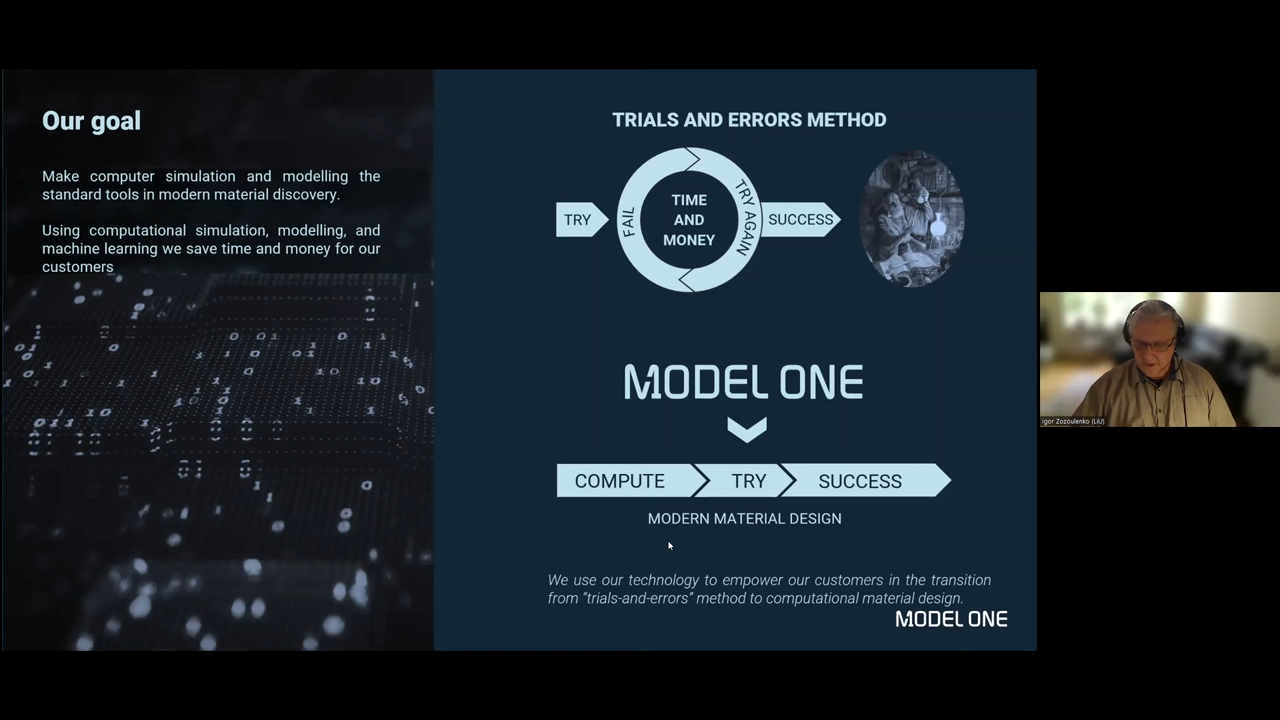 Our goal
Make computer simulation and modelling the
standard tools in modern material discovery.
Using computational simulation, modelling, and
machine learning we save time and money for our
customers
TRIALS AND ERRORS METHOD
TRY
FAIL
TIME
AND
MONEY
TRY AGAIN
SUCCESS
MODEL ONE
COMPUTE
TRY
SUCCESS
MODERN MATERIAL DESIGN
We use our technology to empower our customers in the transition
from “trials-and-errors” method to computational material design.
MODEL ONE
Igor Zozoulenko (LiU)